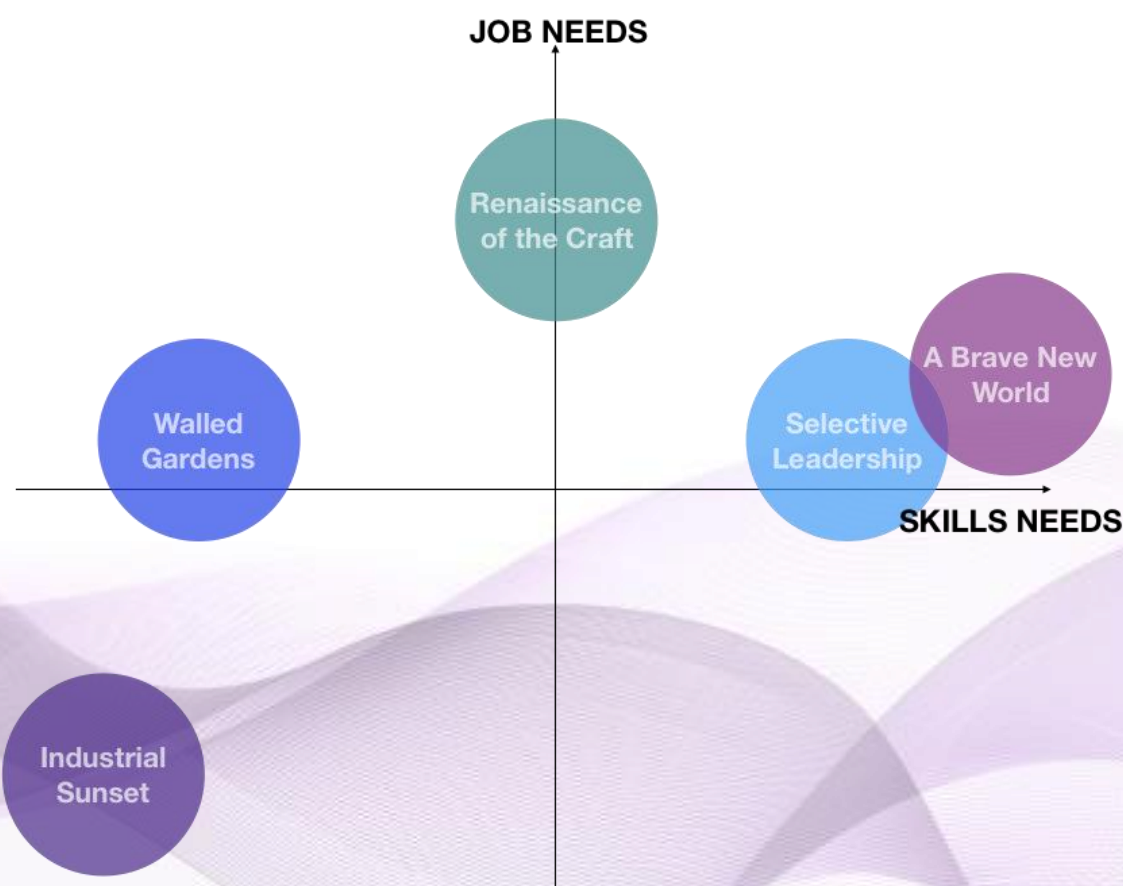 JOB NEEDS
Renaissance
of the Craft
A Brave New
World
Walled
Gardens
Selective
Leadership
SKILLS NEEDS
Industrial
Sunset